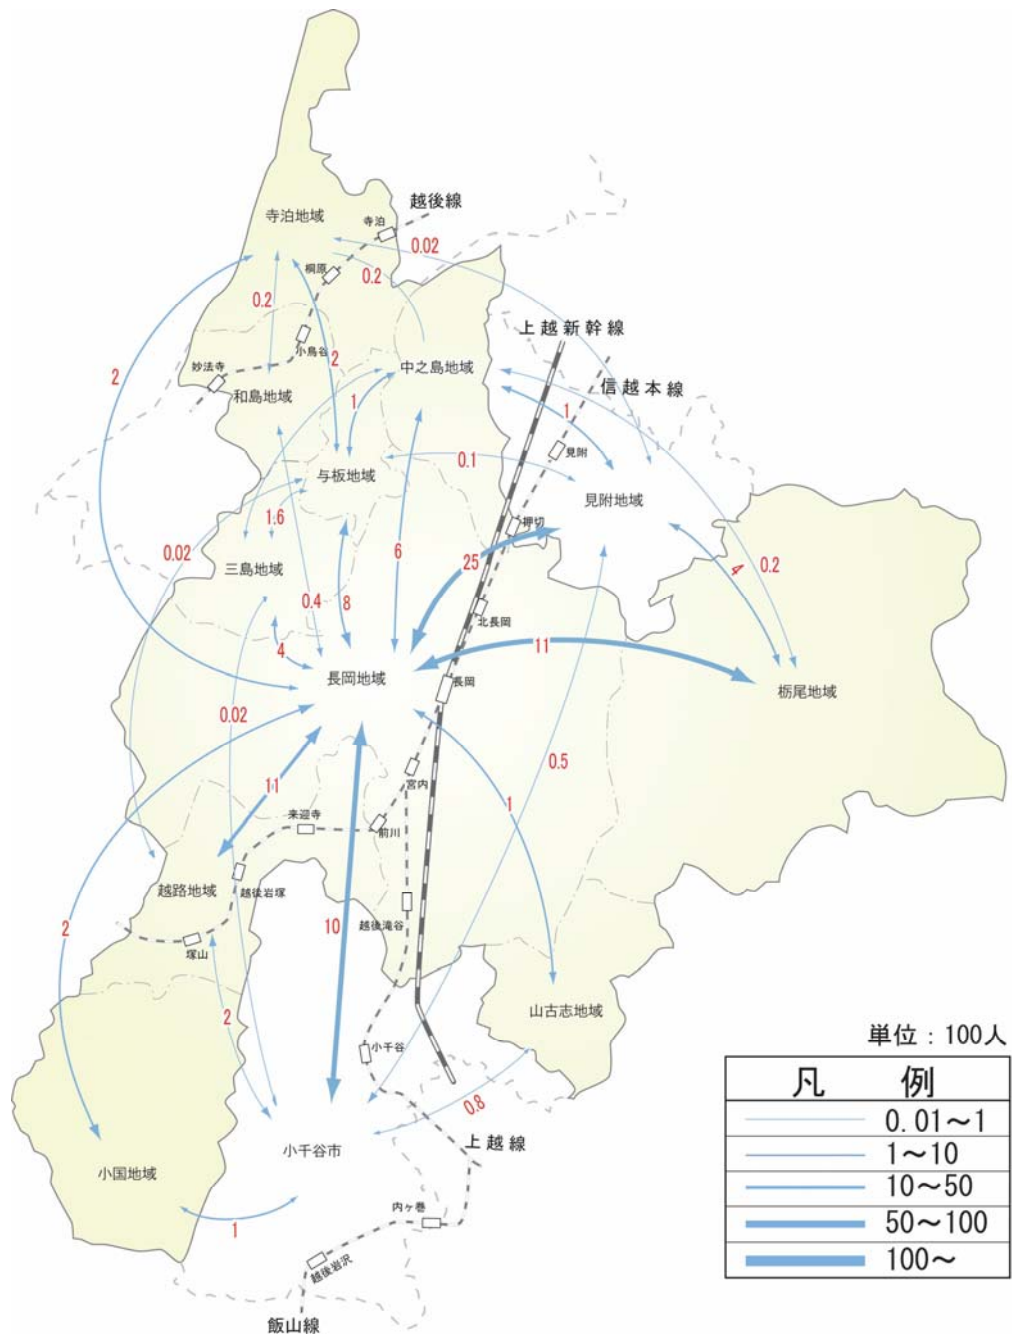 越後線
寺泊地域
寺泊
0.02
桐原
0.2
0.2
上越新幹線
小島谷
2
中之島地域
妙法寺
2
信越本線
和島地域
1
1
見附
与板地域
0.1
見附地域
1.6
押切
0.02
6
25
三島地域
0.4
8
4
0.2
北長岡
4
11
長岡地域
長岡
栃尾地域
0.02
0.5
宮内
11
1
来迎寺
前川
越路地域
越後岩塚
2
10
越後滝谷
塚山
山古志地域
2
小千谷
単位:100人
凡 例
0.01~1
1~10
10~50
50~100
100~
0.8
上越線
小千谷市
小国地域
内ヶ巻
1
越後岩沢
飯山線